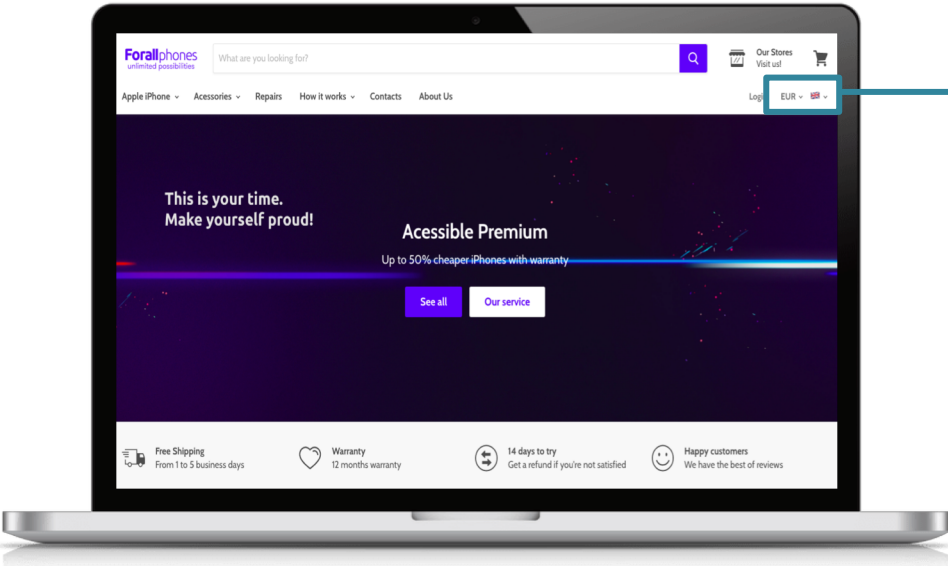 Forallphones
unlimited possibilities
What are you looking for?
Our Stores
Visit us!
Apple iPhone
Acessories
Repairs
How it works
Contacts
About Us
EUR
This is your time.
Make yourself proud!
Acessible Premium
Up to 50% cheaper iPhones with warranty
See all
Our service
Free Shipping
From 1 to 5 business days
Warranty
12 months warranty
14 days to try
Get a refund if you're not satisfied
Happy customers
We have the best of reviews